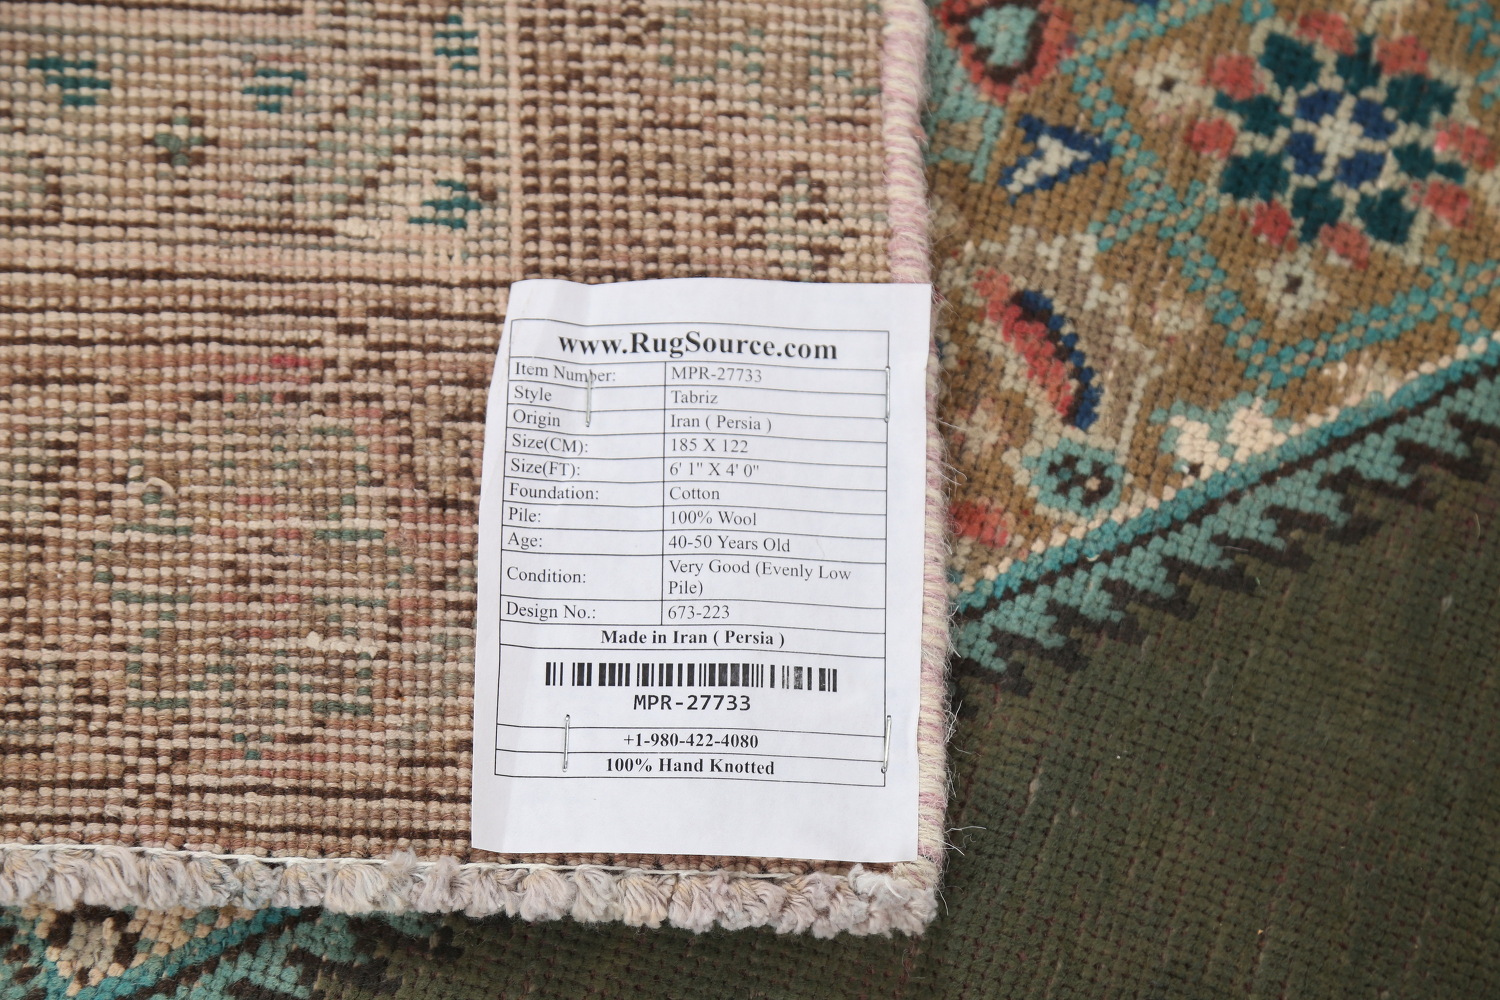 www.RugSource.com
Item Number: MPR-27733
Style Tabriz
Origin Iran ( Persia )
Size(CM): 185 X 122
Size(FT): 6' 1" X 4' 0"
Foundation: Cotton
Pile: 100% Wool
Age: 40-50 Years Old
Condition: Very Good (Evenly Low
Pile)
Design No.: 673-223
Made in Iran ( Persia )
MPR-27733
+1-980-422-4080
100% Hand Knotted